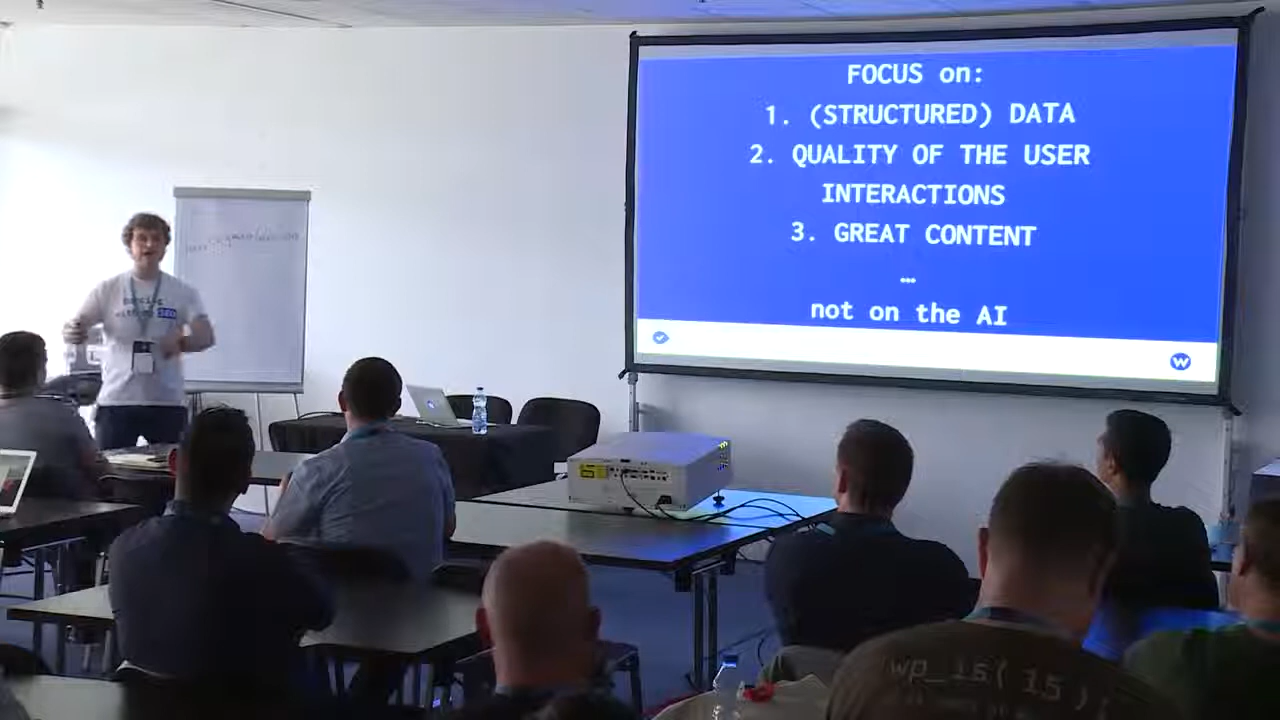 FOCUS on:
1. (STRUCTURED) DATA
2. QUALITY OF THE USER
INTERACTIONS
3. GREAT CONTENT
…
not on the AI
W
wp_is( 15 );